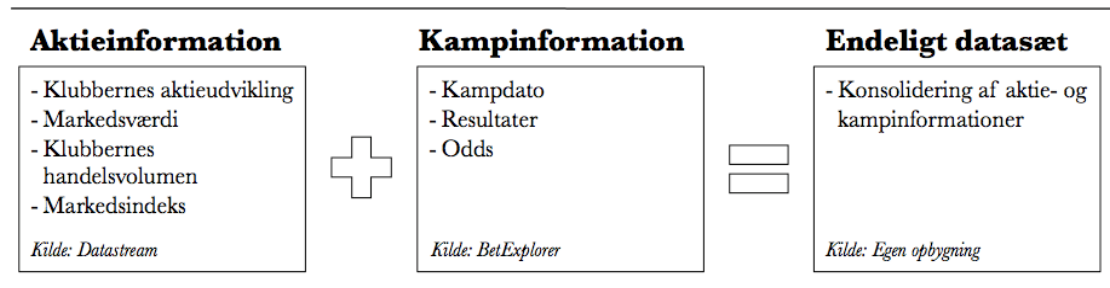 Aktieinformation
- Klubbernes aktieudvikling
- Markedsværdi
- Klubbernes
handelsvolumen
- Markedsindeks
Kilde: Datastream
Kampinformation
- Kampdato
- Resultater
- Odds
Kilde: BetExplorer
Endeligt datasæt
- Konsolidering af aktie- og
kampinformationer
Kilde: Egen opbygning